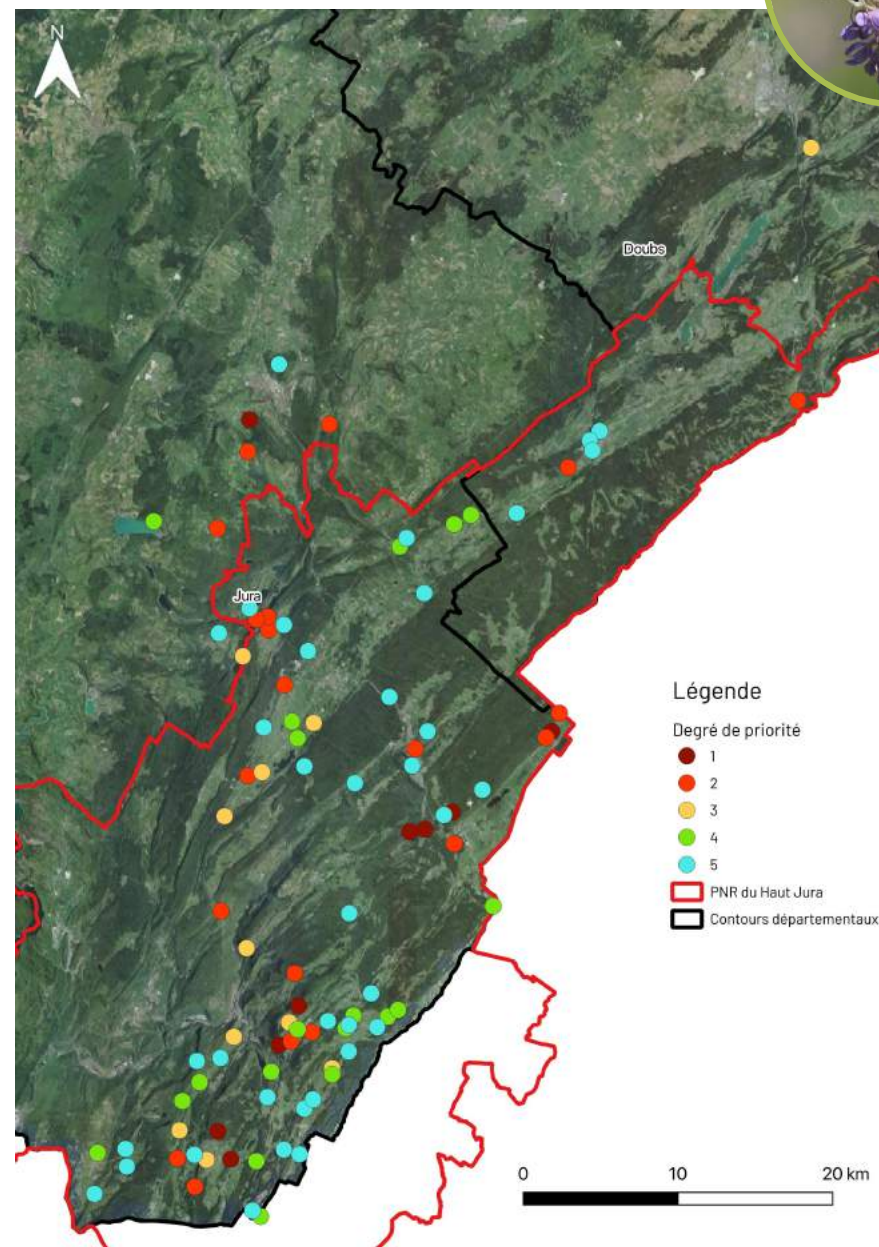 N
Doubs
Jura
Légende
Degré de priorité
1
2
3
4
5
PNR du Haut Jura
Contours départementaux
0 10 20 km